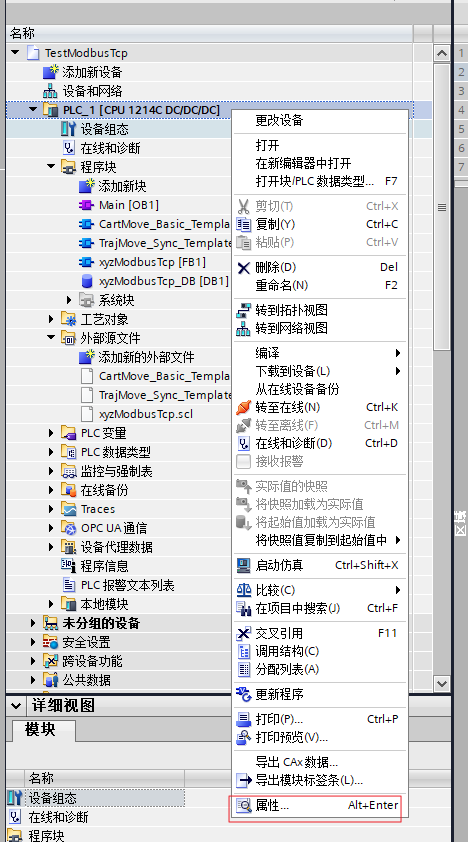 名称
TestModbusTcp
添加新设备
设备和网络
PLC_1 [CPU 1214C DC/DC/DC]
设备组态
在线和诊断
程序块
添加新块
Main [OB1]
CartMove_Basic_Templa
TrajMove_Sync_Template
xyzModbusTcp [FB1]
xyzModbusTcp_DB [DB1]
系统块
工艺对象
外部源文件
添加新的外部文件
CartMove_Basic_Templa
TrajMove_Sync_Template
xyzModbusTcp.scl
PLC 变量
PLC 数据类型
监控与强制表
在线备份
Traces
OPC UA 通信
设备代理数据
程序信息
PLC 报警文本列表
本地模块
未分组的设备
安全设置
跨设备功能
公共数据
更改设备
打开
在新编辑器中打开
打开块/PLC 数据类型... F7
剪切(T) Ctrl+X
复制(Y) Ctrl+C
粘贴(P) Ctrl+V
删除(D) Del
重命名(N) F2
转到拓扑视图
转到网络视图
编译
下载到设备(L)
从在线设备备份
转至在线(N) Ctrl+K
转至离线(F) Ctrl+M
在线和诊断(D) Ctrl+D
接收报警
实际值的快照
将快照加载为实际值
将起始值加载为实际值
将快照值复制到起始值中
启动仿真 Ctrl+Shift+X
比较(C)
在项目中搜索(J) Ctrl+F
交叉引用 F11
调用结构(C)
分配列表(A)
更新程序
打印(P)... Ctrl+P
打印预览(V)...
导出 CAx 数据...
导出模块标签条(L)...
属性... Alt+Enter
1
2
3
4
5
6
7
区域
详细视图
模块
名称
设备组态
在线和诊断
程序块